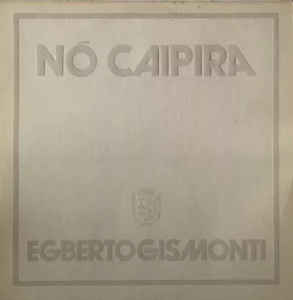 NÓ CAIPIRA
EGBERTO GISMONTI